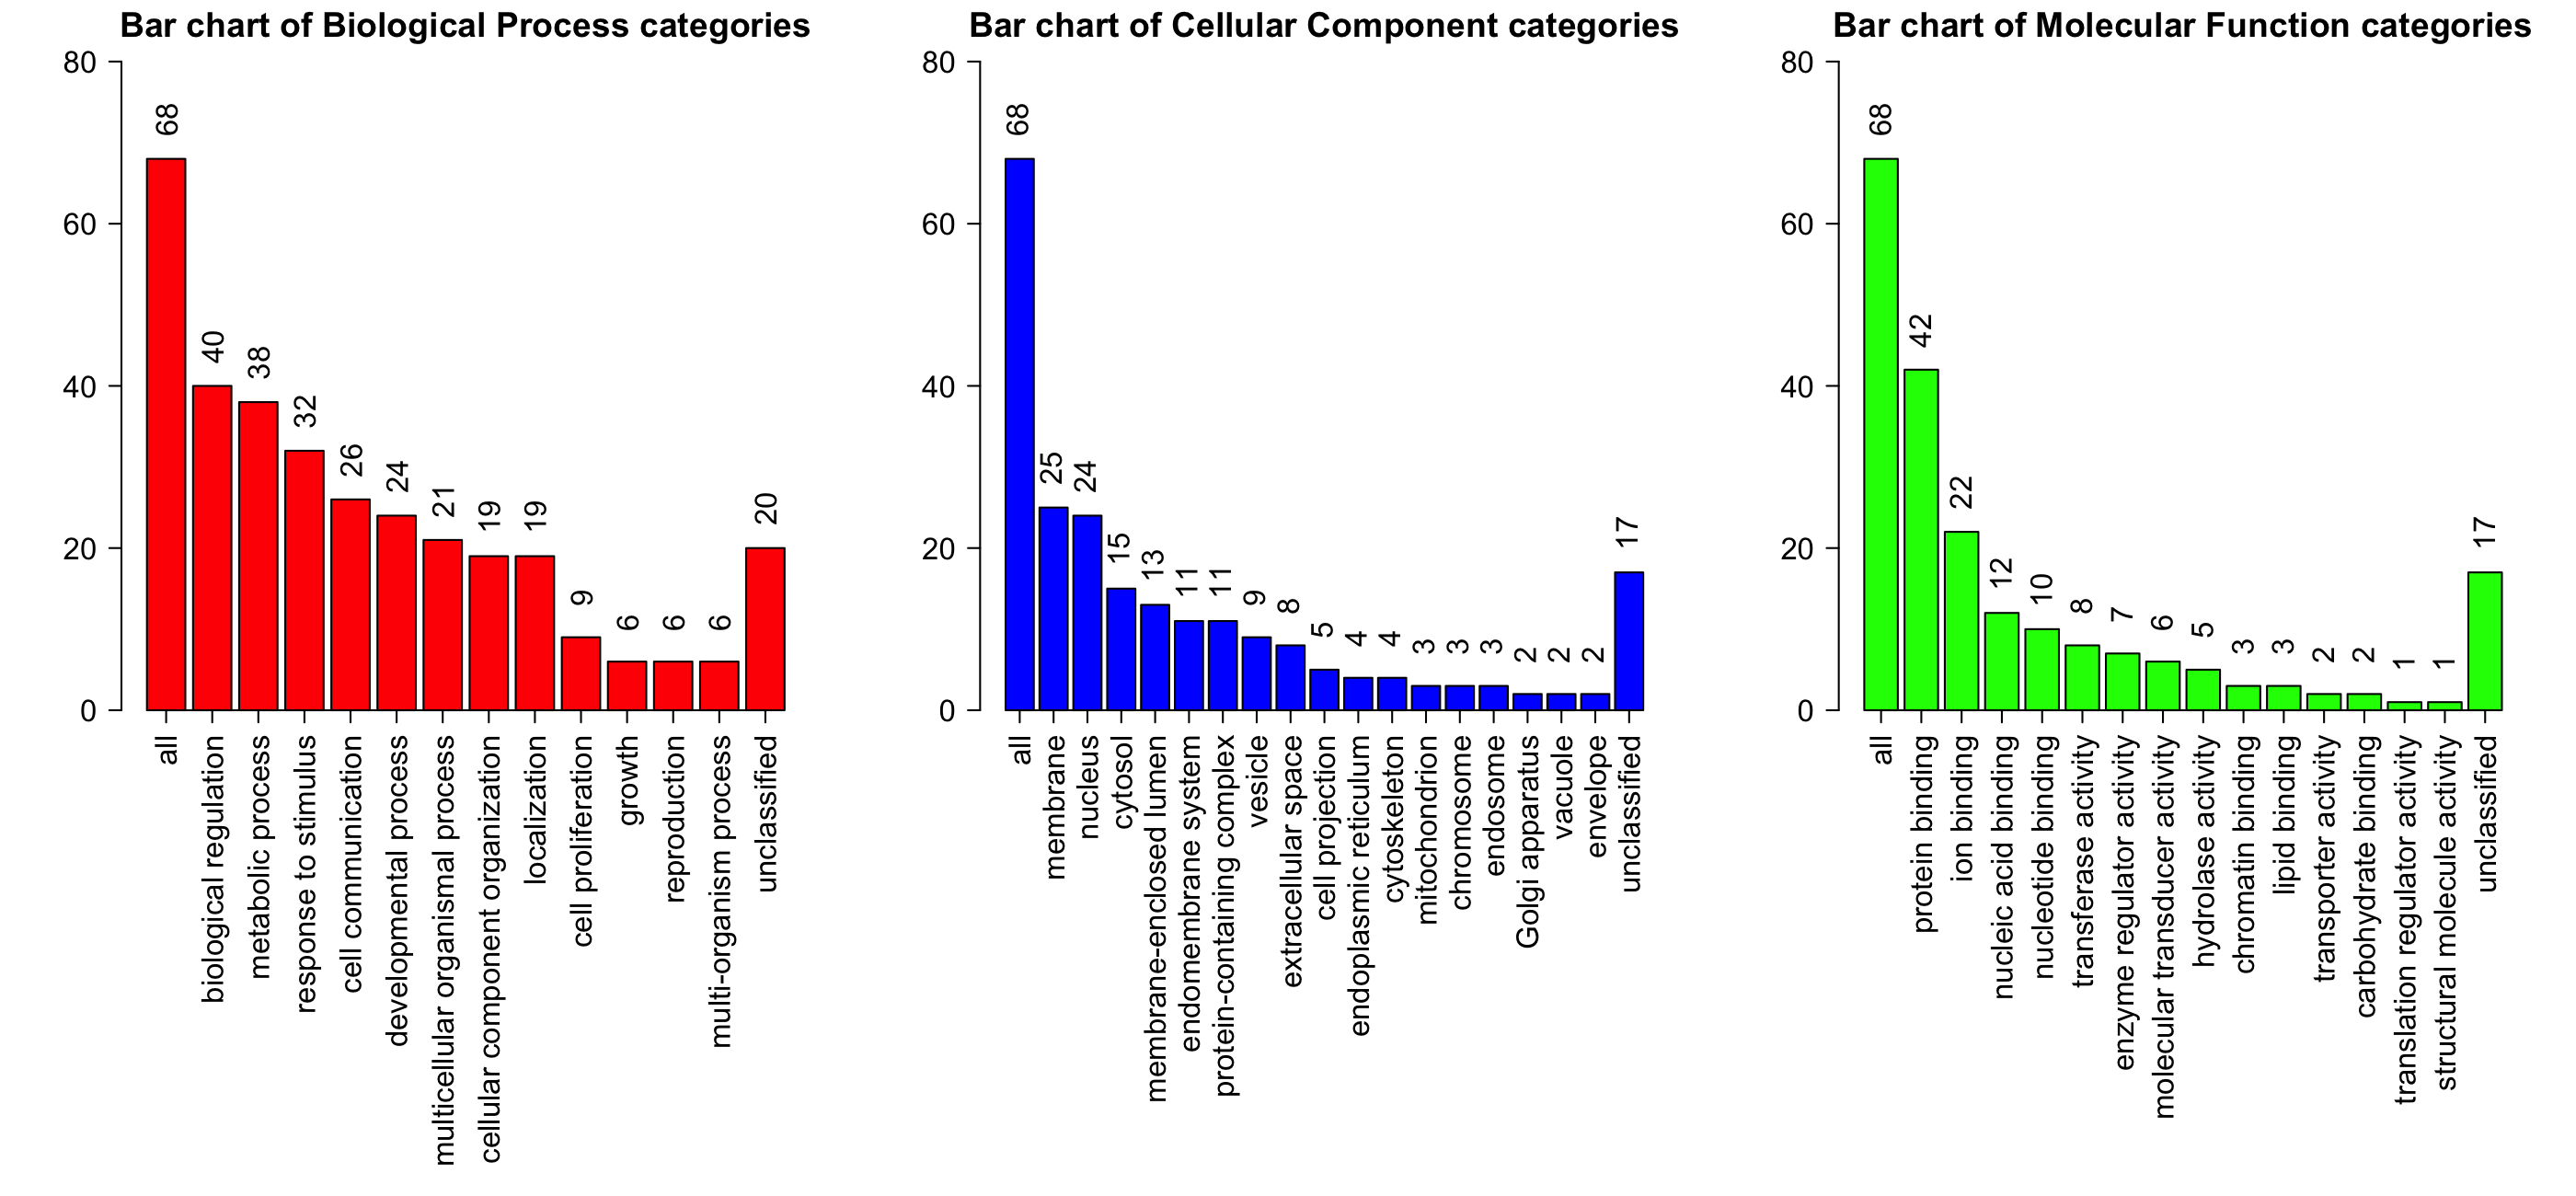 Bar chart of Biological Process categories
80
60
40
20
0
68
40
38
32
26
24
21
19
19
9
6
6
6
20
all
biological regulation
metabolic process
response to stimulus
cell communication
developmental process
multicellular organismal process
cellular component organization
localization
cell proliferation
growth
reproduction
multi-organism process
unclassified
Bar chart of Cellular Component categories
80
60
40
20
0
68
25
24
15
13
11
11
9
8
5
4
4
3
3
3
2
2
2
17
all
membrane
nucleus
cytosol
membrane-enclosed lumen
endomembrane system
protein-containing complex
vesicle
extracellular space
cell projection
endoplasmic reticulum
cytoskeleton
mitochondrion
chromosome
endosome
Golgi apparatus
vacuole
envelope
unclassified
Bar chart of Molecular Function categories
80
60
40
20
0
68
42
22
12
10
8
7
6
5
3
3
2
2
1
1
17
all
protein binding
ion binding
nucleic acid binding
nucleotide binding
transferase activity
enzyme regulator activity
molecular transducer activity
hydrolase activity
chromatin binding
lipid binding
transporter activity
carbohydrate binding
translation regulator activity
structural molecule activity
unclassified